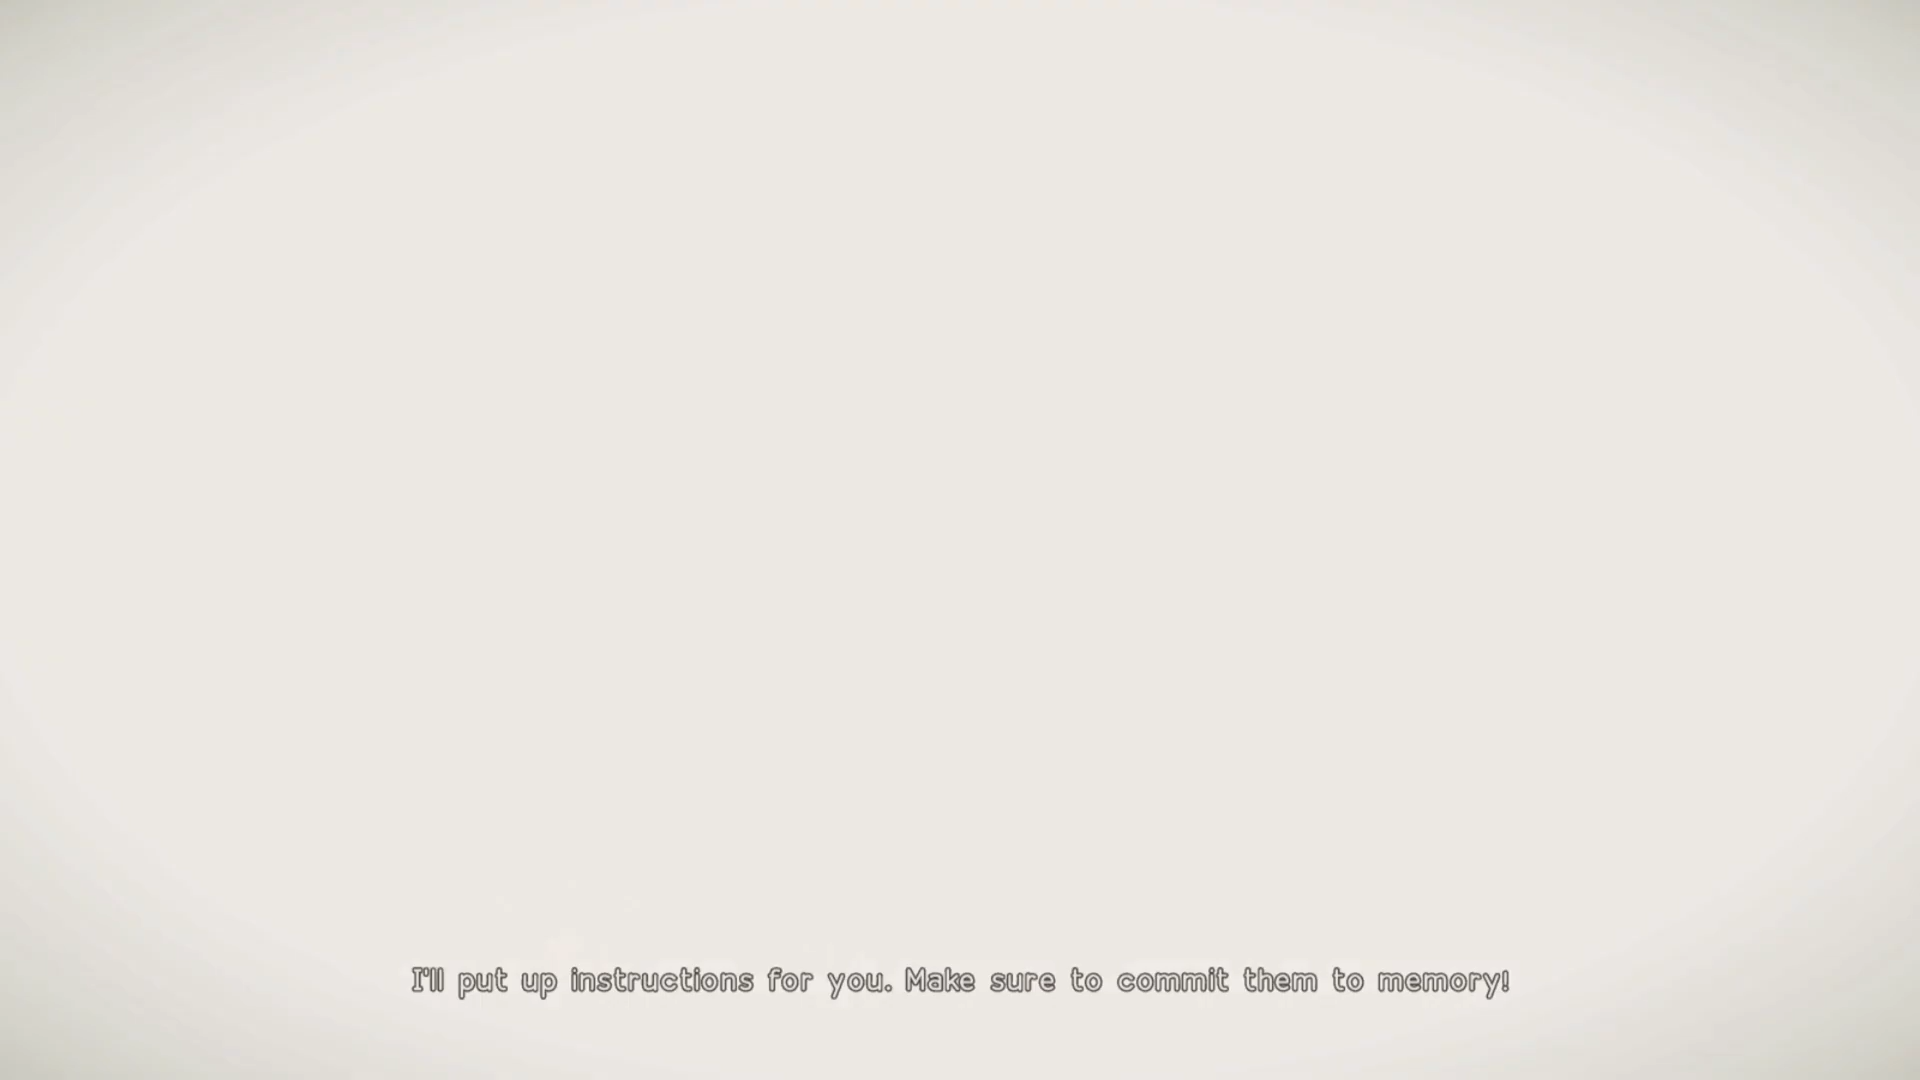 I'll put up instructions for you. Make sure to commit them to memory!